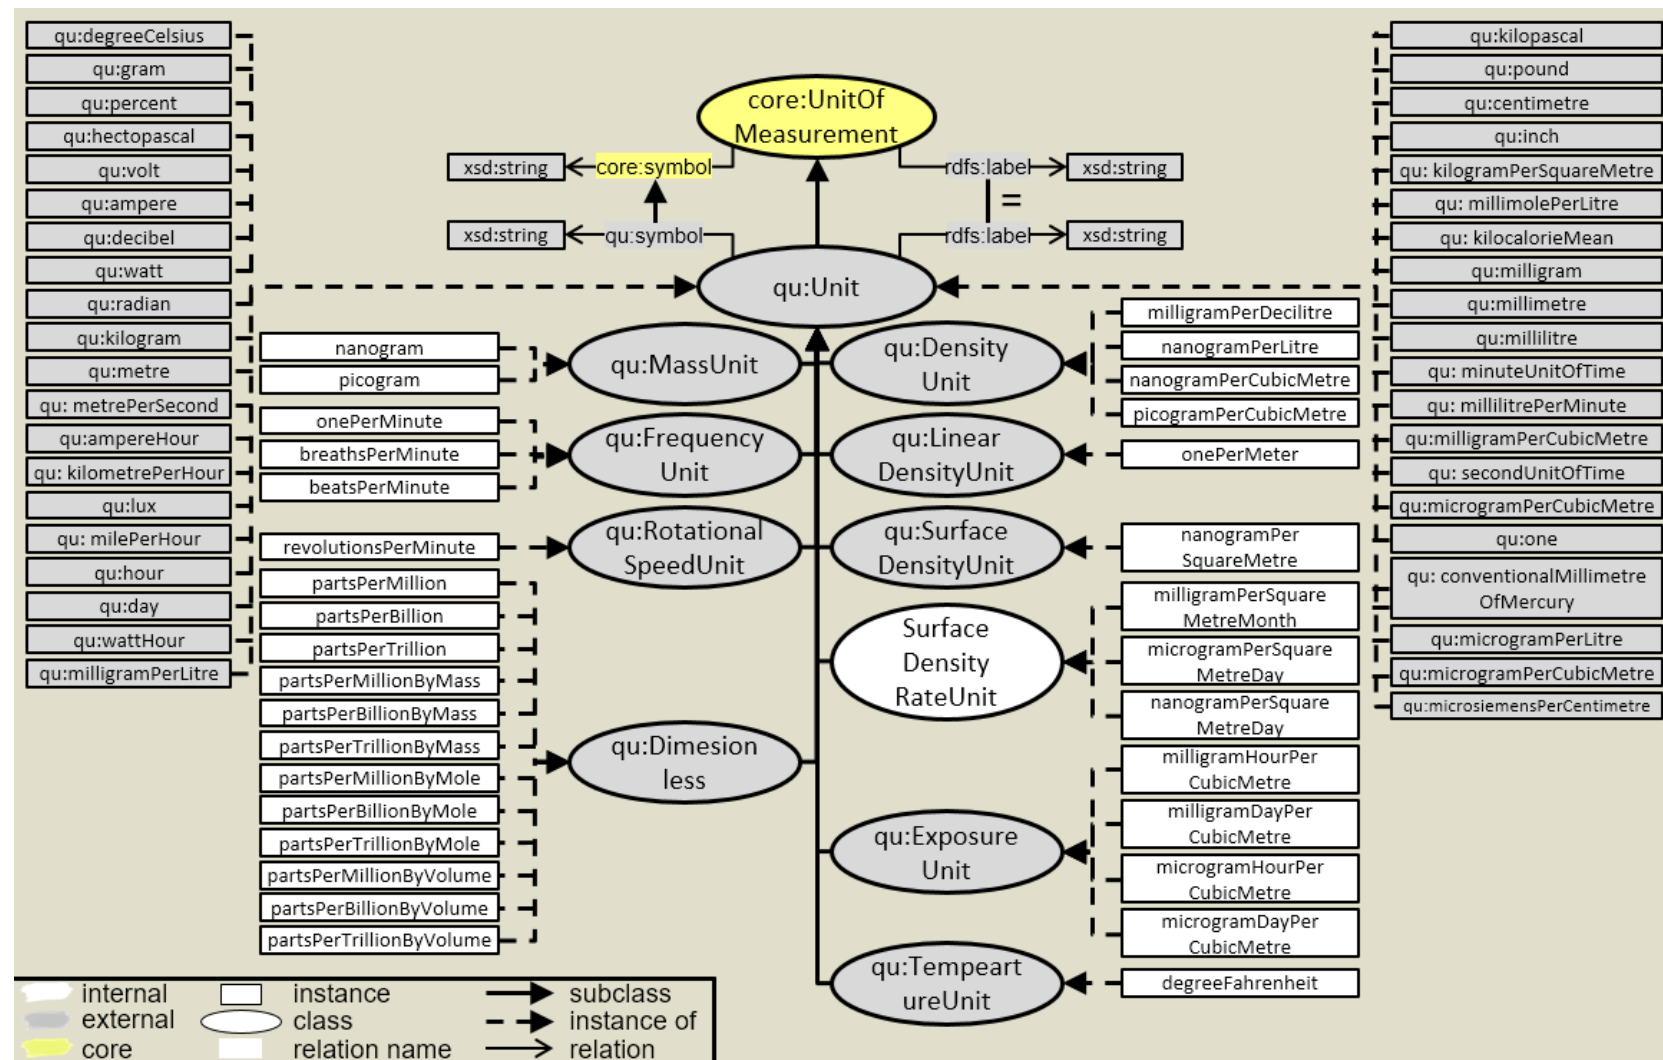 qu:degreeCelsius
qu:gram
qu:percent
qu:hectopascal
qu:volt
qu:ampere
qu:decibel
qu:watt
qu:radian
qu:kilogram
qu:metre
qu: metrePerSecond
qu:ampereHour
qu: kilometrePerHour
qu:lux
qu: milePerHour
qu:hour
qu:day
qu:wattHour
qu:milligramPerLitre
core:UnitOf
Measurement
xsd:string
core:symbol
rdfs:label
xsd:string
=
xsd:string
qu:symbol
rdfs:label
xsd:string
qu:Unit
nanogram
picogram
qu:MassUnit
onePerMinute
breathsPerMinute
beatsPerMinute
qu:Frequency
Unit
revolutionsPerMinute
qu:Rotational
SpeedUnit
partsPerMillion
partsPerBillion
partsPerTrillion
partsPerMillionByMass
partsPerBillionByMass
partsPerTrillionByMass
partsPerMillionByMole
partsPerBillionByMole
partsPerTrillionByMole
partsPerMillionByVolume
partsPerBillionByVolume
partsPerTrillionByVolume
qu:Dimesion
less
qu:Density
Unit
milligramPerDecilitre
nanogramPerLitre
nanogramPerCubicMetre
picogramPerCubicMetre
qu:Linear
DensityUnit
onePerMeter
qu:Surface
DensityUnit
nanogramPer
SquareMetre
Surface
Density
RateUnit
milligramPerSquare
MetreMonth
microgramPerSquare
MetreDay
nanogramPerSquare
MetreDay
qu:Exposure
Unit
milligramHourPer
CubicMetre
milligramDayPer
CubicMetre
microgramHourPer
CubicMetre
microgramDayPer
CubicMetre
qu:Tempeart
ureUnit
degreeFahrenheit
qu:kilopascal
qu:pound
qu:centimetre
qu:inch
qu: kilogramPerSquareMetre
qu: millimolePerLitre
qu: kilocalorieMean
qu:milligram
qu:millimetre
qu:millilitre
qu: minuteUnitOfTime
qu: millilitrePerMinute
qu:milligramPerCubicMetre
qu: secondUnitOfTime
qu:microgramPerCubicMetre
qu:one
qu: conventionalMillimetre
OfMercury
qu:microgramPerLitre
qu:microgramPerCubicMetre
qu:microsiemensPerCentimetre
internal
instance
subclass
external
class
instance of
core
relation name
relation